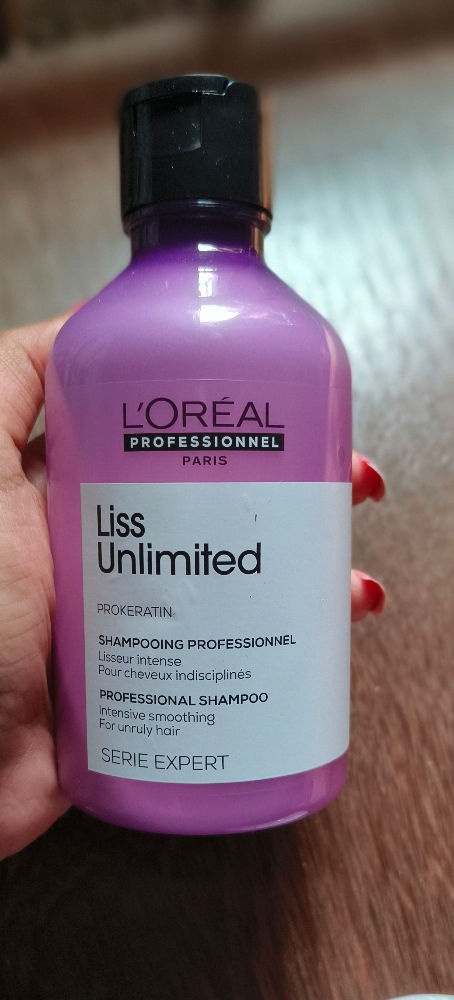 L'ORÉAL
PROFESSIONNEL
PARIS
Liss
Unlimited
PROKERATIN
SHAMPOOING PROFESSIONNEL
Lisseur intense
Pour cheveux indisciplinés
PROFESSIONAL SHAMPOO
Intensive smoothing
For unruly hair
SERIE EXPERT